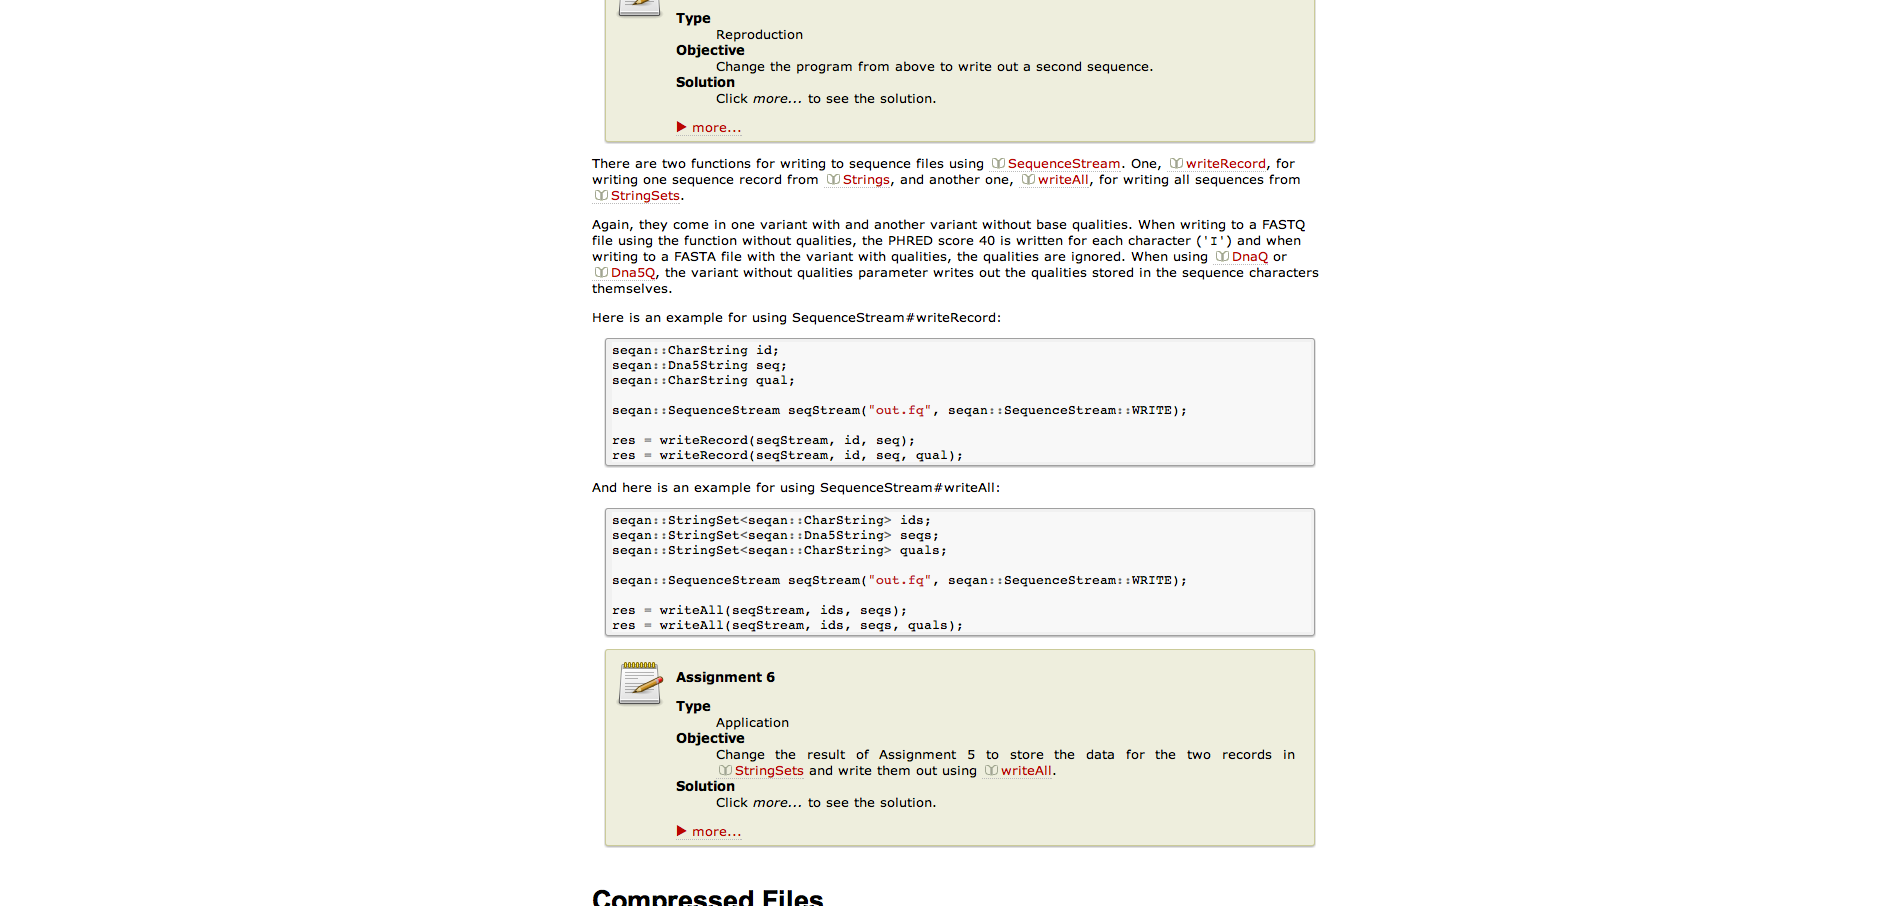 Type
Reproduction
Objective
Change the program from above to write out a second sequence.
Solution
Click more... to see the solution.
more...
There are two functions for writing to sequence files using SequenceStream. One, writeRecord, for
writing one sequence record from Strings, and another one, writeAll, for writing all sequences from
StringSets.
Again, they come in one variant with and another variant without base qualities. When writing to a FASTQ
file using the function without qualities, the PHRED score 40 is written for each character ('I') and when
writing to a FASTA file with the variant with qualities, the qualities are ignored. When using DnaQ or
Dna5Q, the variant without qualities parameter writes out the qualities stored in the sequence characters
themselves.
Here is an example for using SequenceStream#writeRecord:
seqan::CharString id;
seqan::Dna5String seq;
seqan::CharString qual;
seqan::SequenceStream seqStream("out.fq", seqan::SequenceStream::WRITE);
res = writeRecord(seqStream, id, seq);
res = writeRecord(seqStream, id, seq, qual);
And here is an example for using SequenceStream#writeAll:
seqan::StringSet<seqan::CharString> ids;
seqan::StringSet<seqan::Dna5String> seqs;
seqan::StringSet<seqan::CharString> quals;
seqan::SequenceStream seqStream("out.fq", seqan::SequenceStream::WRITE);
res = writeAll(seqStream, ids, seqs);
res = writeAll(seqStream, ids, seqs, quals);
Assignment 6
Type
Application
Objective
Change the result of Assignment 5 to store the data for the two records in
StringSets and write them out using writeAll.
Solution
Click more... to see the solution.
more...
Compressed Files